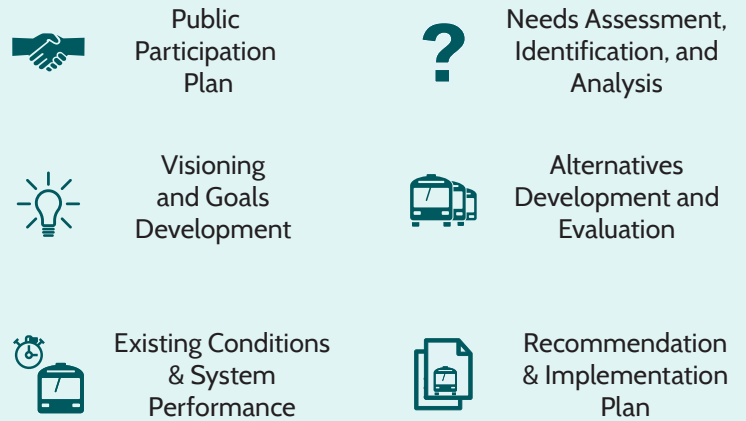 Public
Participation
Plan
Visioning
and Goals
Development
Existing Conditions
& System
Performance
?
Needs Assessment,
Identification, and
Analysis
Alternatives
Development and
Evaluation
Recommendation
& Implementation
Plan